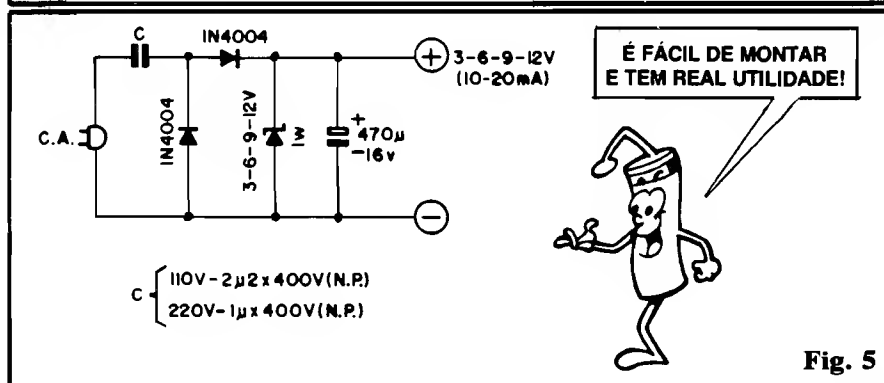 C
1N4004
3-6-9-12V
(10-20mA)
C.A.
1N4004
3-6-9-12V
1W
+
470µ
-16v
+
-
C
110V-2µ2x400V(N.P.)
220V-1µx400V(N.P.)
É FÁCIL DE MONTAR
E TEM REAL UTILIDADE!
Fig. 5